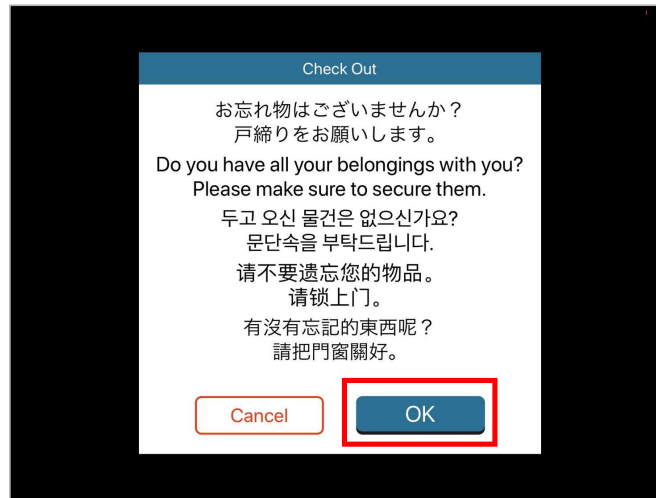 Check Out
お忘れ物はございませんか？
戸締りをお願いします。
Do you have all your belongings with you?
Please make sure to secure them.
두고 오신 물건은 없으신가요?
문단속을 부탁드립니다.
请不要遗忘您的物品。
请锁上门。
有沒有忘記的東西呢？
請把門窗關好。
Cancel
OK